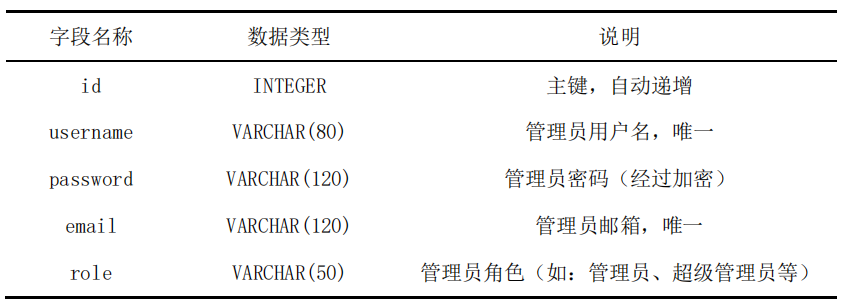 字段名称 数据类型 说明
id INTEGER 主键，自动递增
username VARCHAR(80) 管理员用户名，唯一
password VARCHAR(120) 管理员密码（经过加密）
email VARCHAR(120) 管理员邮箱，唯一
role VARCHAR(50) 管理员角色（如：管理员、超级管理员等）